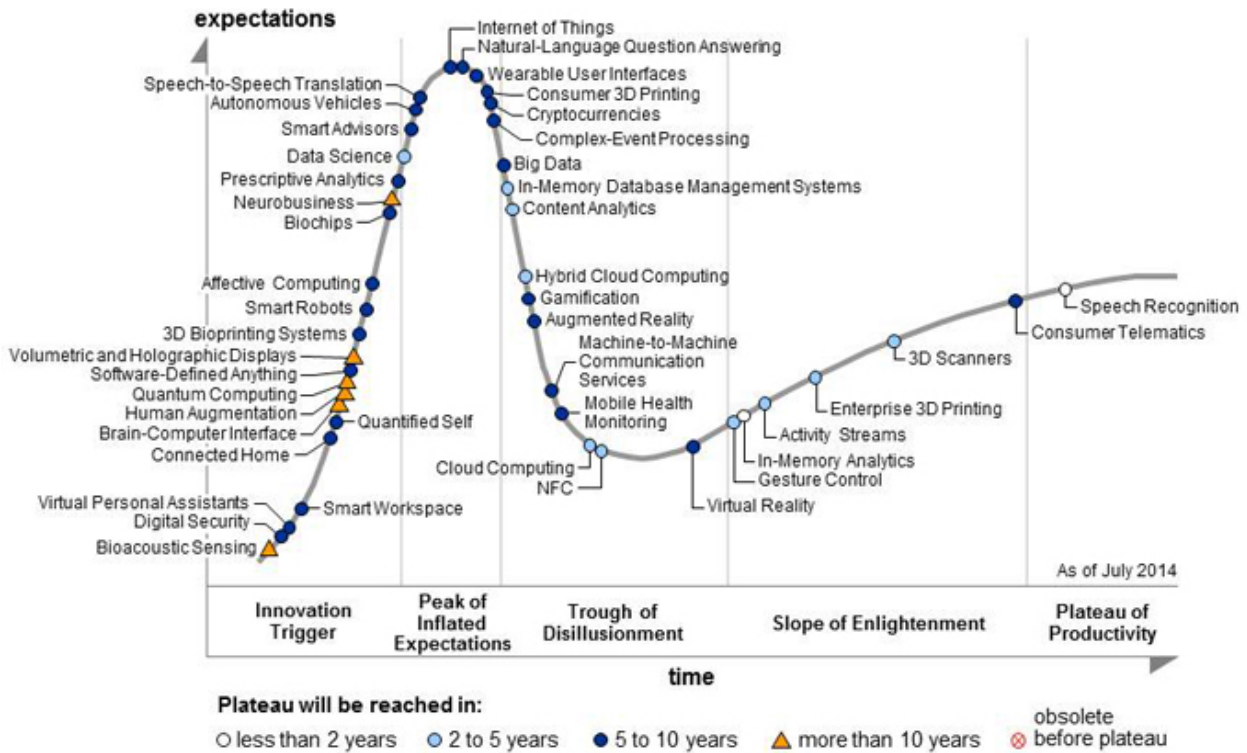 expectations
Internet of Things
Natural-Language Question Answering
Wearable User Interfaces
Consumer 3D Printing
Cryptocurrencies
Complex-Event Processing
Big Data
In-Memory Database Management Systems
Content Analytics
Hybrid Cloud Computing
Gamification
Augmented Reality
Machine-to-Machine
Communication
Services
Mobile Health
Monitoring
Speech-to-Speech Translation
Autonomous Vehicles
Smart Advisors
Data Science
Prescriptive Analytics
Neurobusiness
Biochips
Affective Computing
Smart Robots
3D Bioprinting Systems
Volumetric and Holographic Displays
Software-Defined Anything
Quantum Computing
Human Augmentation
Brain-Computer Interface
Quantified Self
Connected Home
Virtual Personal Assistants
Digital Security
Bioacoustic Sensing
Smart Workspace
Cloud Computing
NFC
Virtual Reality
Speech Recognition
Consumer Telematics
3D Scanners
Enterprise 3D Printing
Activity Streams
In-Memory Analytics
Gesture Control
As of July 2014
Innovation
Trigger
Peak of
Inflated
Expectations
Trough of
Disillusionment
Slope of Enlightenment
Plateau of
Productivity
time
Plateau will be reached in:
less than 2 years
2 to 5 years
5 to 10 years
more than 10 years
obsolete
before plateau